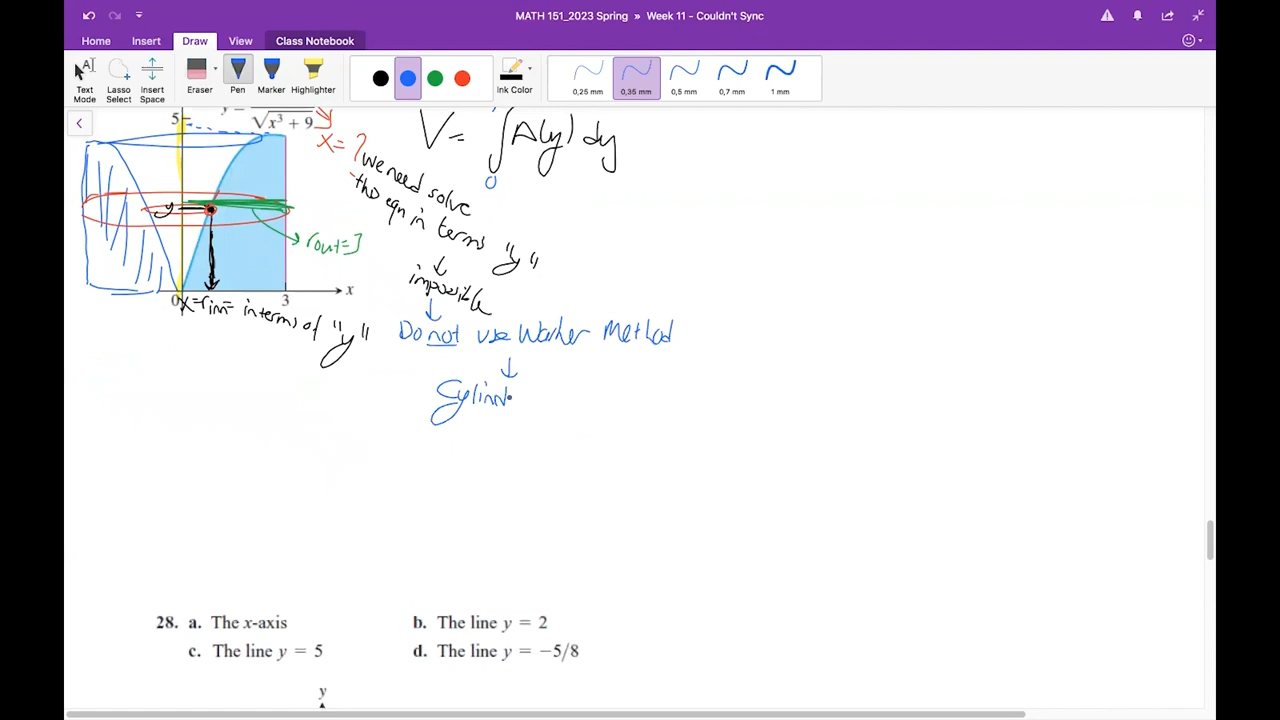 MATH 151_2023 Spring » Week 11 - Couldn't Sync
Home Insert Draw View Class Notebook
Text Mode
Lasso Select
Insert Space
Eraser
Pen
Marker
Highlighter
Ink Color
0,25 mm
0,35 mm
0,5 mm
0,7 mm
1 mm
5
√x³ + 9
x = ?
V = ∫ A(y) dy
0
we need solve
the eqn in terms "y"
y
rout=3
impossible
x
0
3
x=rin= in terms of "y"
Do not use Washer Method
Cylin
28. a. The x-axis b. The line y = 2
c. The line y = 5 d. The line y = −5/8
y